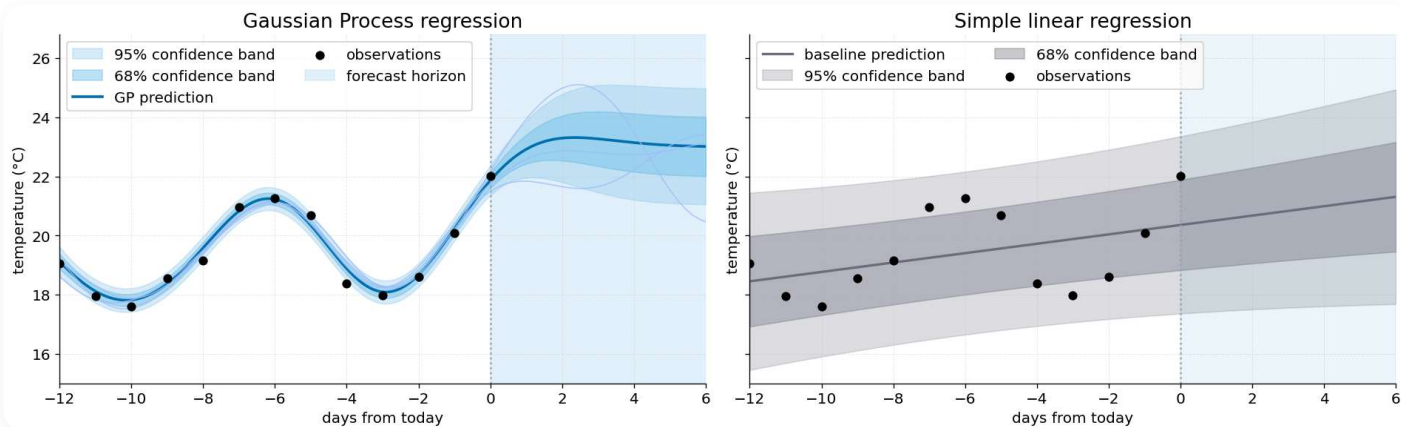 Gaussian Process regression
26
24
22
20
18
16
temperature (°C)
95% confidence band
68% confidence band
GP prediction
observations
forecast horizon
−12 −10 −8 −6 −4 −2 0 2 4 6
days from today
Simple linear regression
temperature (°C)
baseline prediction
95% confidence band
68% confidence band
observations
−12 −10 −8 −6 −4 −2 0 2 4 6
days from today